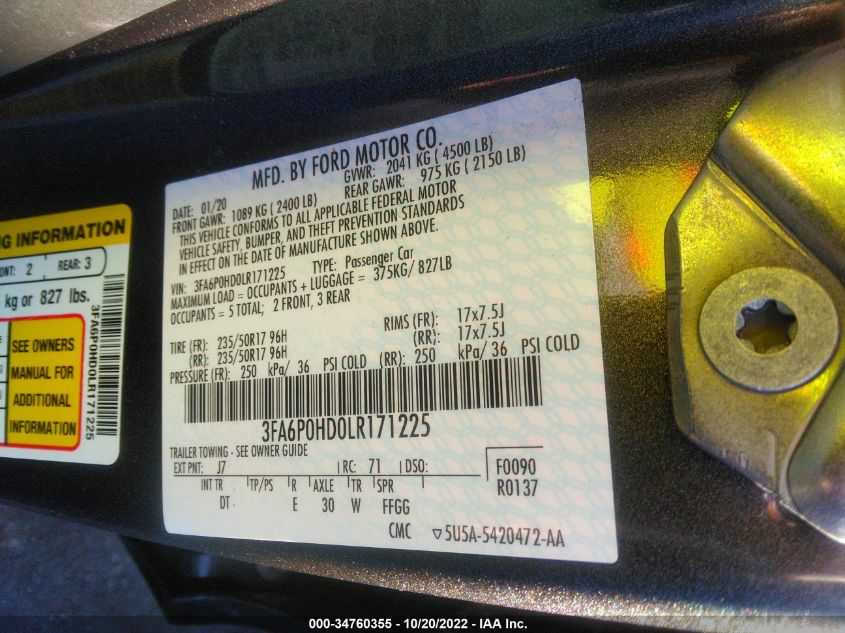 MFD. BY FORD MOTOR CO.
DATE: 01/20 GVWR: 2041 KG ( 4500 LB)
FRONT GAWR: 1089 KG ( 2400 LB) REAR GAWR: 975 KG ( 2150 LB)
THIS VEHICLE CONFORMS TO ALL APPLICABLE FEDERAL MOTOR
VEHICLE SAFETY, BUMPER, AND THEFT PREVENTION STANDARDS
IN EFFECT ON THE DATE OF MANUFACTURE SHOWN ABOVE.
VIN: 3FA6P0HD0LR171225 TYPE: Passenger Car
MAXIMUM LOAD = OCCUPANTS + LUGGAGE = 375KG/ 827LB
OCCUPANTS = 5 TOTAL; 2 FRONT, 3 REAR
TIRE (FR): 235/50R17 96H RIMS (FR): 17x7.5J
(RR): 235/50R17 96H (RR): 17x7.5J
PRESSURE (FR): 250 kPa/ 36 PSI COLD (RR): 250 kPa/ 36 PSI COLD
3FA6P0HD0LR171225
TRAILER TOWING - SEE OWNER GUIDE
EXT PNT: J7 RC: 71 DSO: F0090
INT TR TP/PS R AXLE TR SPR R0137
DT E 30 W FFGG
CMC ▽5U5A-5420472-AA
NG INFORMATION
ONT: 2 REAR: 3
kg or 827 lbs.
SEE OWNERS
MANUAL FOR
ADDITIONAL
INFORMATION
3FA6P0HD0LR171225
000-34760355 - 10/20/2022 - IAA Inc.